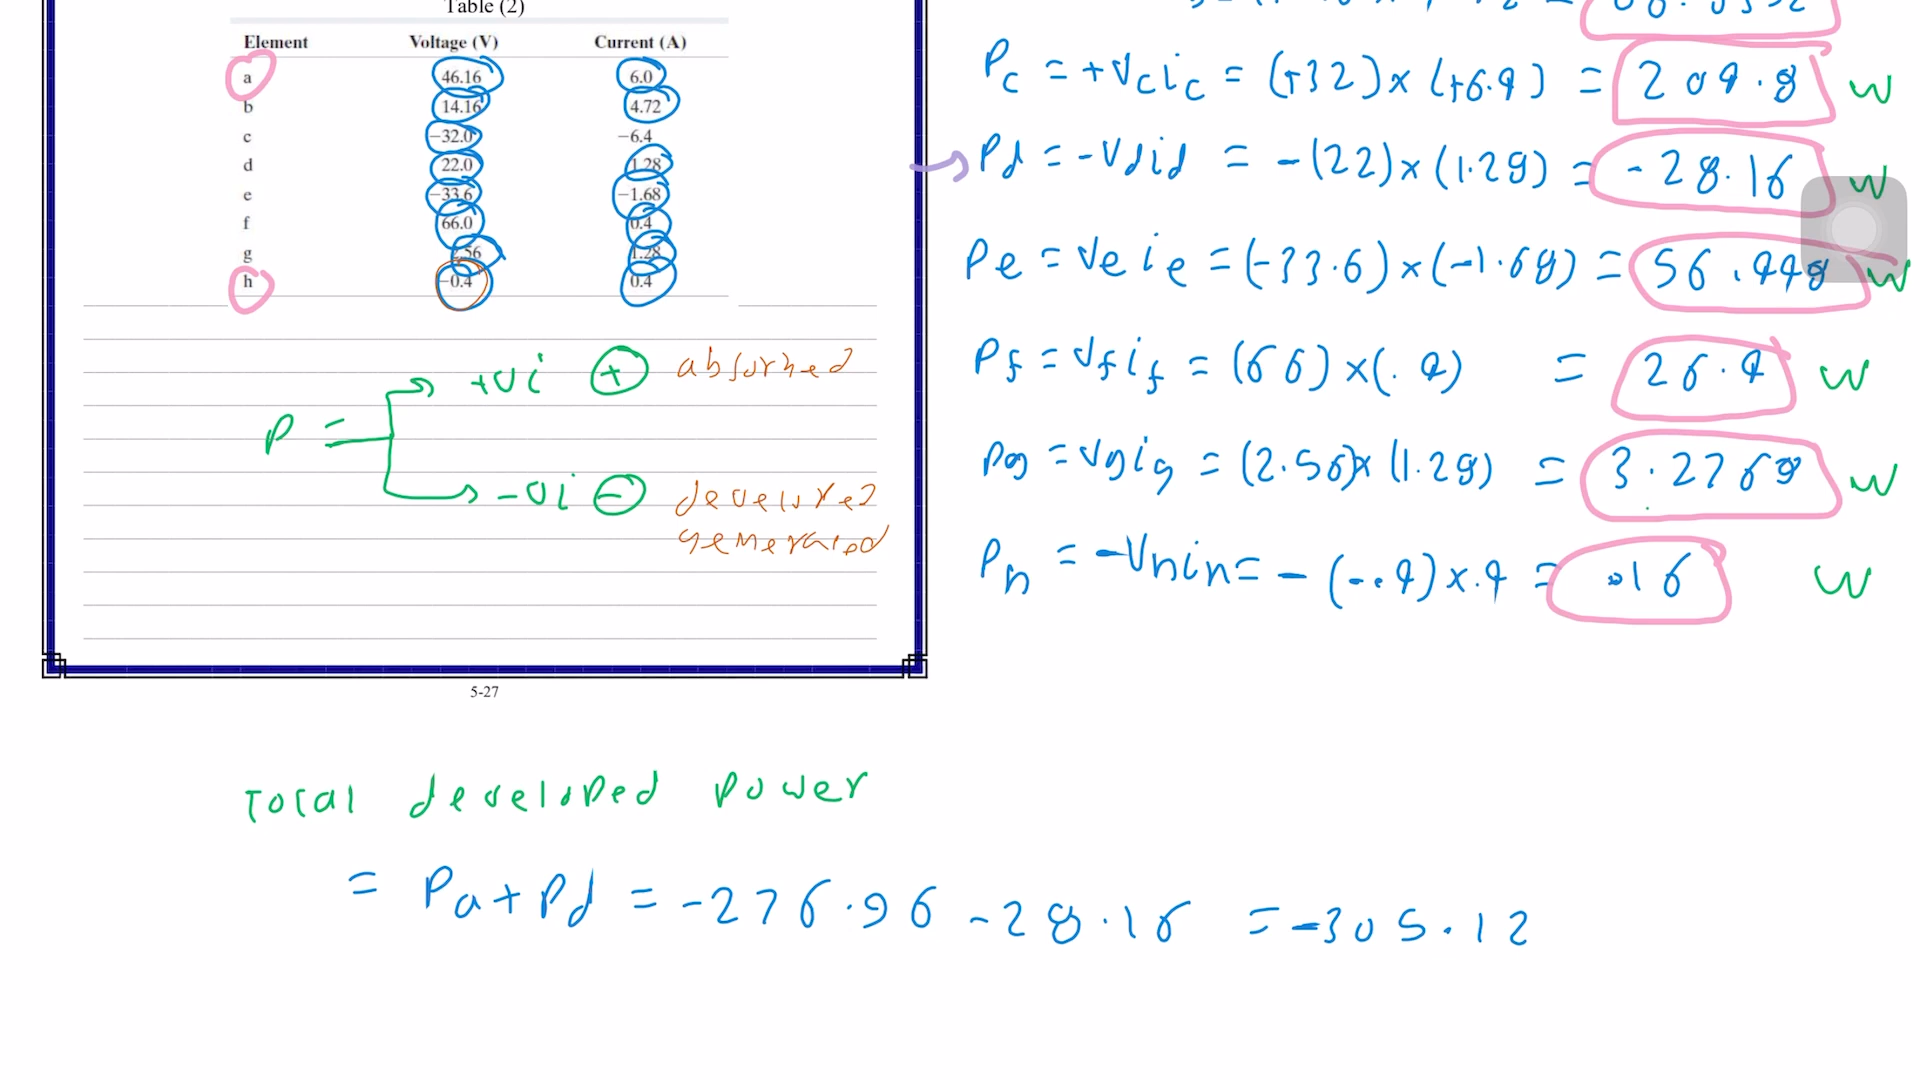 Table (2)
Element Voltage (V) Current (A)
a 46.16 6.0
b 14.16 4.72
c −32.0 −6.4
d 22.0 1.28
e −33.6 −1.68
f 66.0 0.4
g .56 1.28
h −0.4 0.4
P = +vi + absorbed
-vi - developed
generated
5-27
Pc = +Vcic = (+32)x(+6.4) = 204.8 W
Pd = -Vdid = -(22)x(1.28) = -28.16 W
Pe = Veie = (-33.6)x(-1.68) = 56.448 W
Pf = Vfif = (66)x(.4) = 26.4 W
Pg = Vgig = (2.56)x(1.28) = 3.2768 W
Ph = -Vhih = -(-.4)x.4 = .16 W
Total developed power
= Pa + Pd = -276.96 -28.16 = -305.12